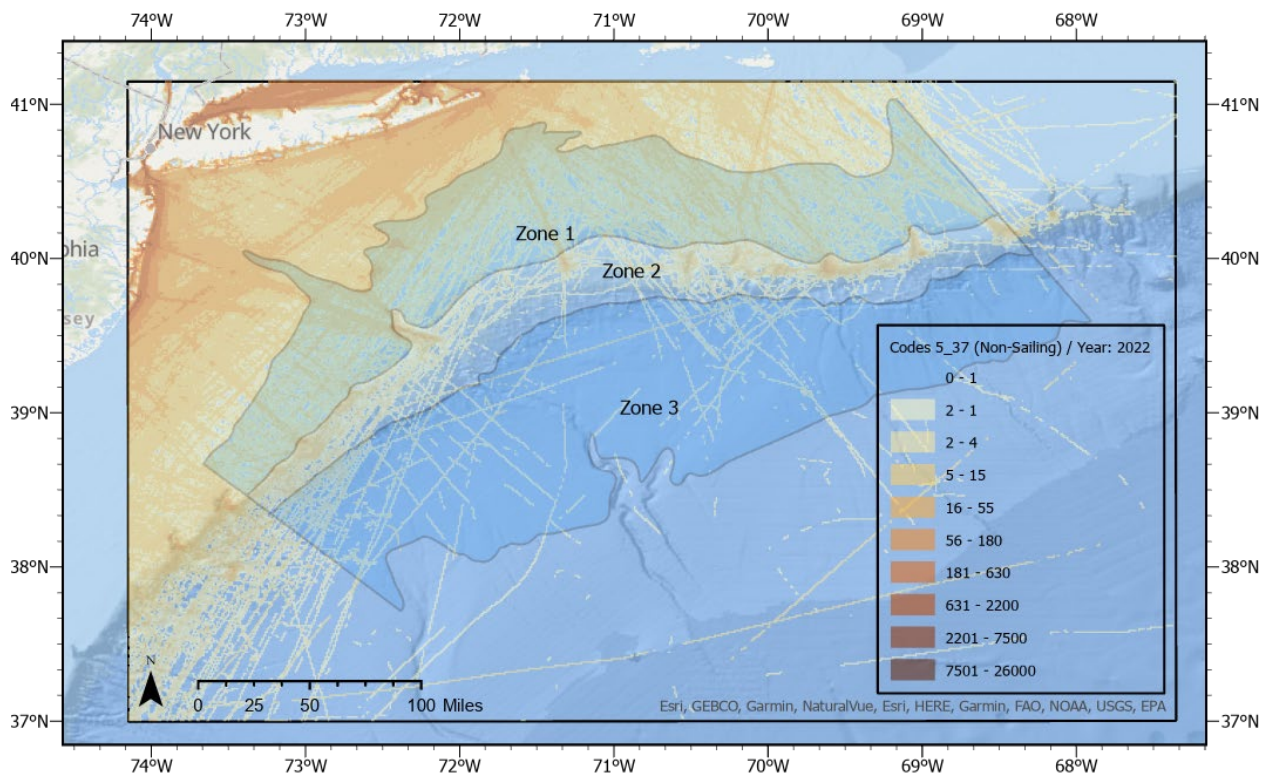 74°W 73°W 72°W 71°W 70°W 69°W 68°W
41°N 41°N
New York
Zone 1
40°N 40°N
phia
Zone 2
sey
Codes 5_37 (Non-Sailing) / Year: 2022
0 - 1
39°N 39°N
Zone 3
2 - 1
2 - 4
5 - 15
16 - 55
56 - 180
38°N 38°N
181 - 630
631 - 2200
2201 - 7500
7501 - 26000
N
0 25 50 100 Miles
Esri, GEBCO, Garmin, NaturalVue, Esri, HERE, Garmin, FAO, NOAA, USGS, EPA
37°N 37°N
74°W 73°W 72°W 71°W 70°W 69°W 68°W